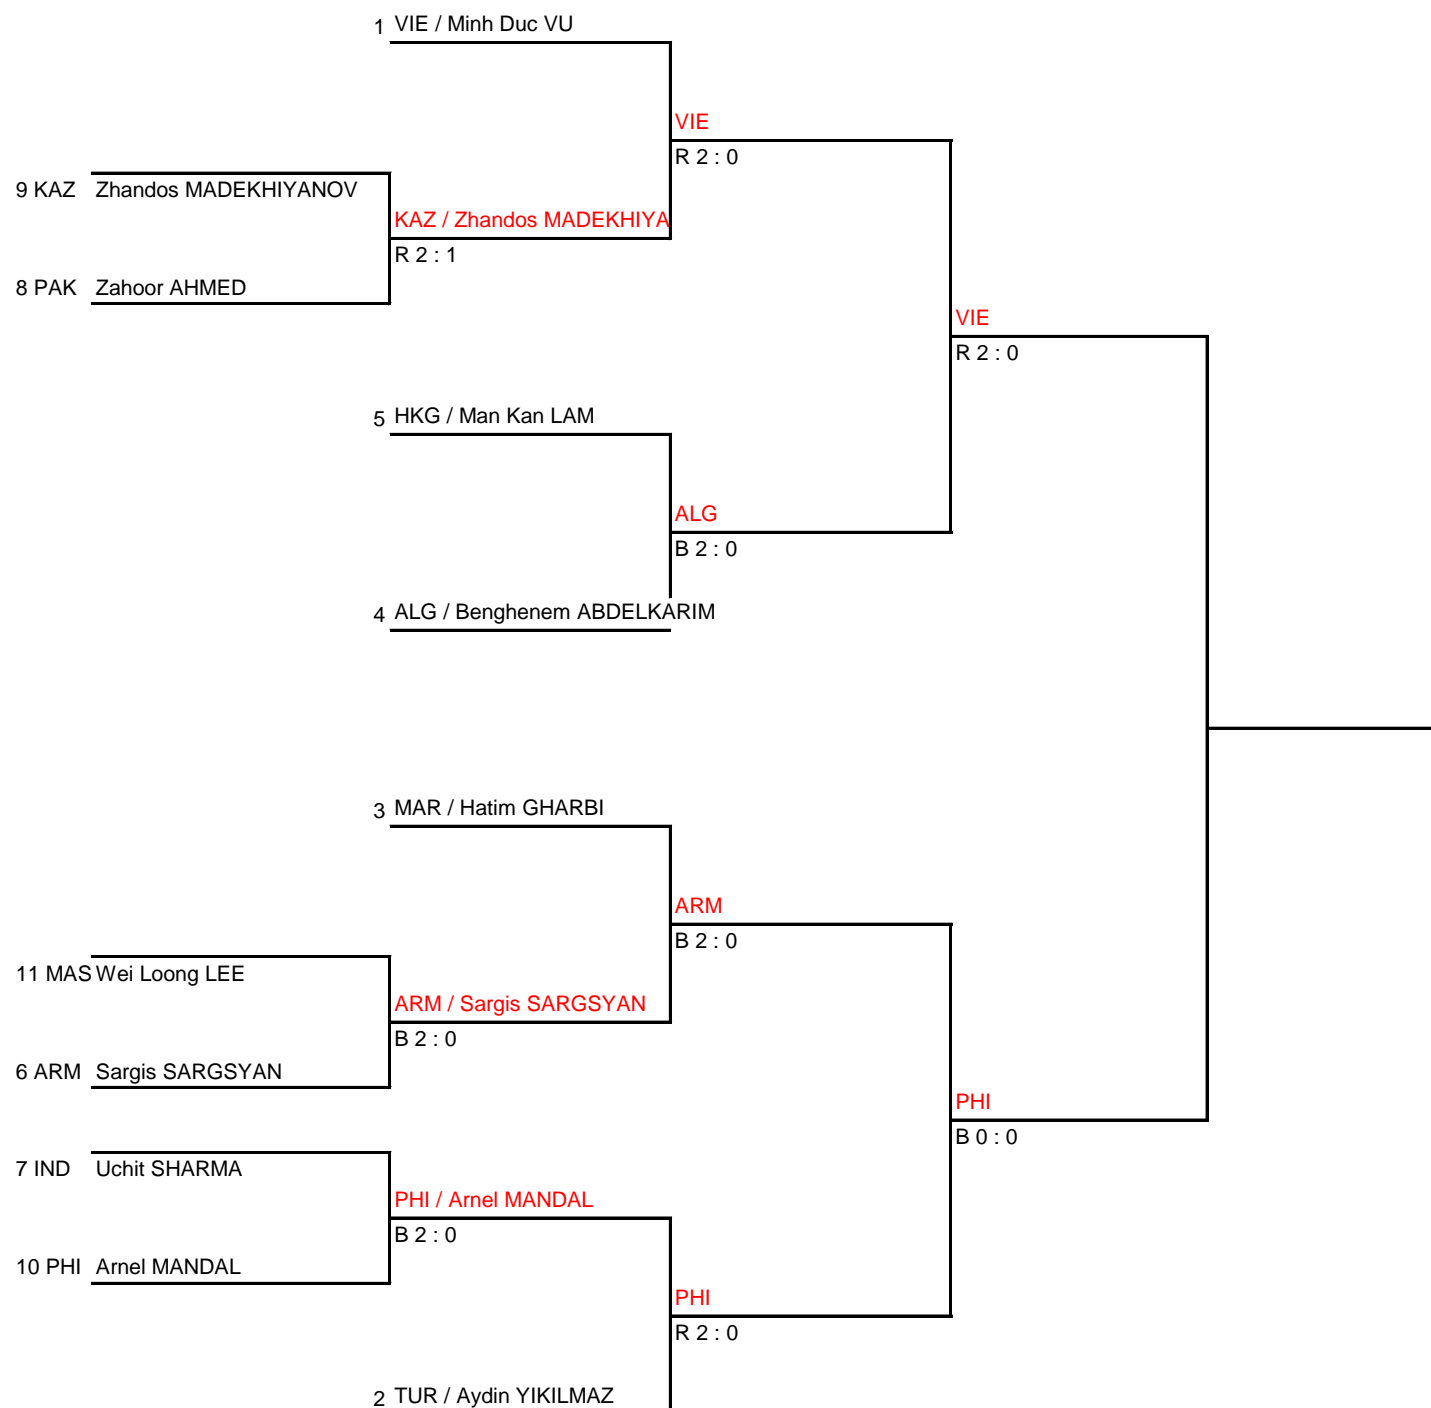 1 VIE / Minh Duc VU
VIE
R 2 : 0
9 KAZ Zhandos MADEKHIYANOV
KAZ / Zhandos MADEKHIYA
R 2 : 1
8 PAK Zahoor AHMED
VIE
R 2 : 0
5 HKG / Man Kan LAM
ALG
B 2 : 0
4 ALG / Benghenem ABDELKARIM
3 MAR / Hatim GHARBI
ARM
B 2 : 0
11 MAS Wei Loong LEE
ARM / Sargis SARGSYAN
B 2 : 0
6 ARM Sargis SARGSYAN
PHI
B 0 : 0
7 IND Uchit SHARMA
PHI / Arnel MANDAL
B 2 : 0
10 PHI Arnel MANDAL
PHI
R 2 : 0
2 TUR / Aydin YIKILMAZ